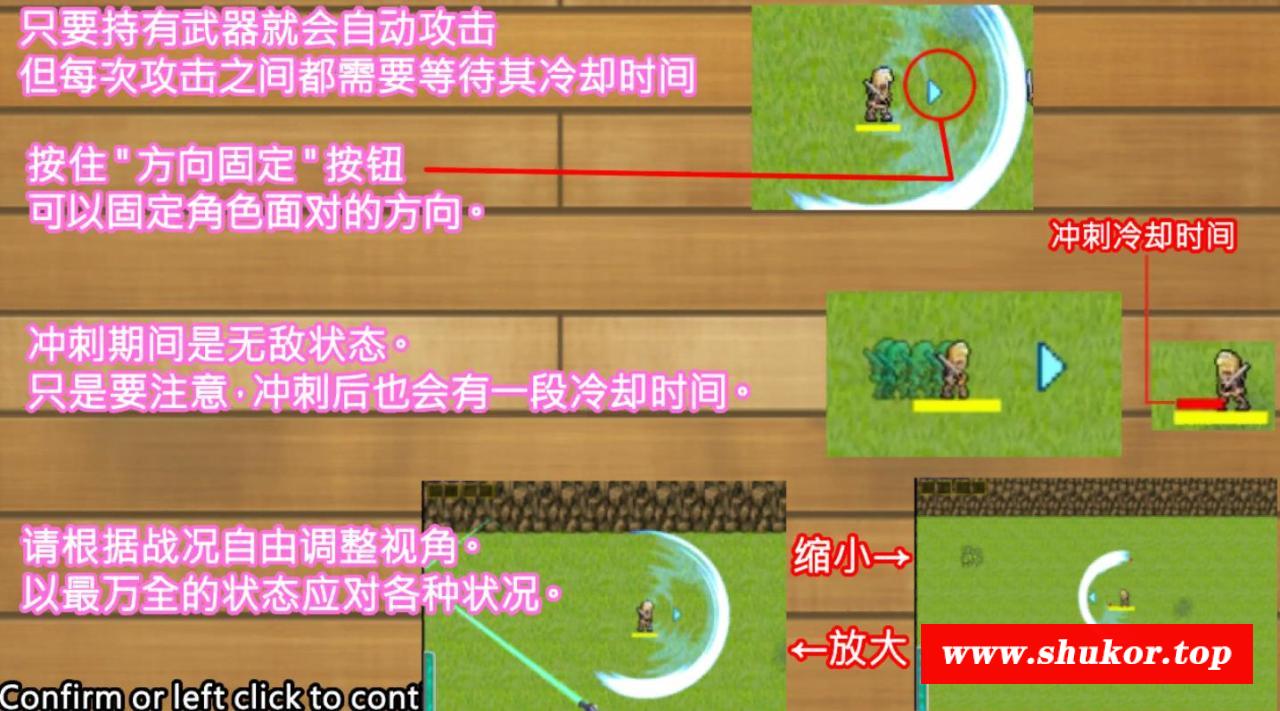 只要持有武器就会自动攻击
但每次攻击之间都需要等待其冷却时间
按住"方向固定"按钮
可以固定角色面对的方向。
冲刺冷却时间
冲刺期间是无敌状态。
只是要注意,冲刺后也会有一段冷却时间。
请根据战况自由调整视角。
以最万全的状态应对各种状况。
缩小→
←放大
www.shukor.top
Confirm or left click to cont